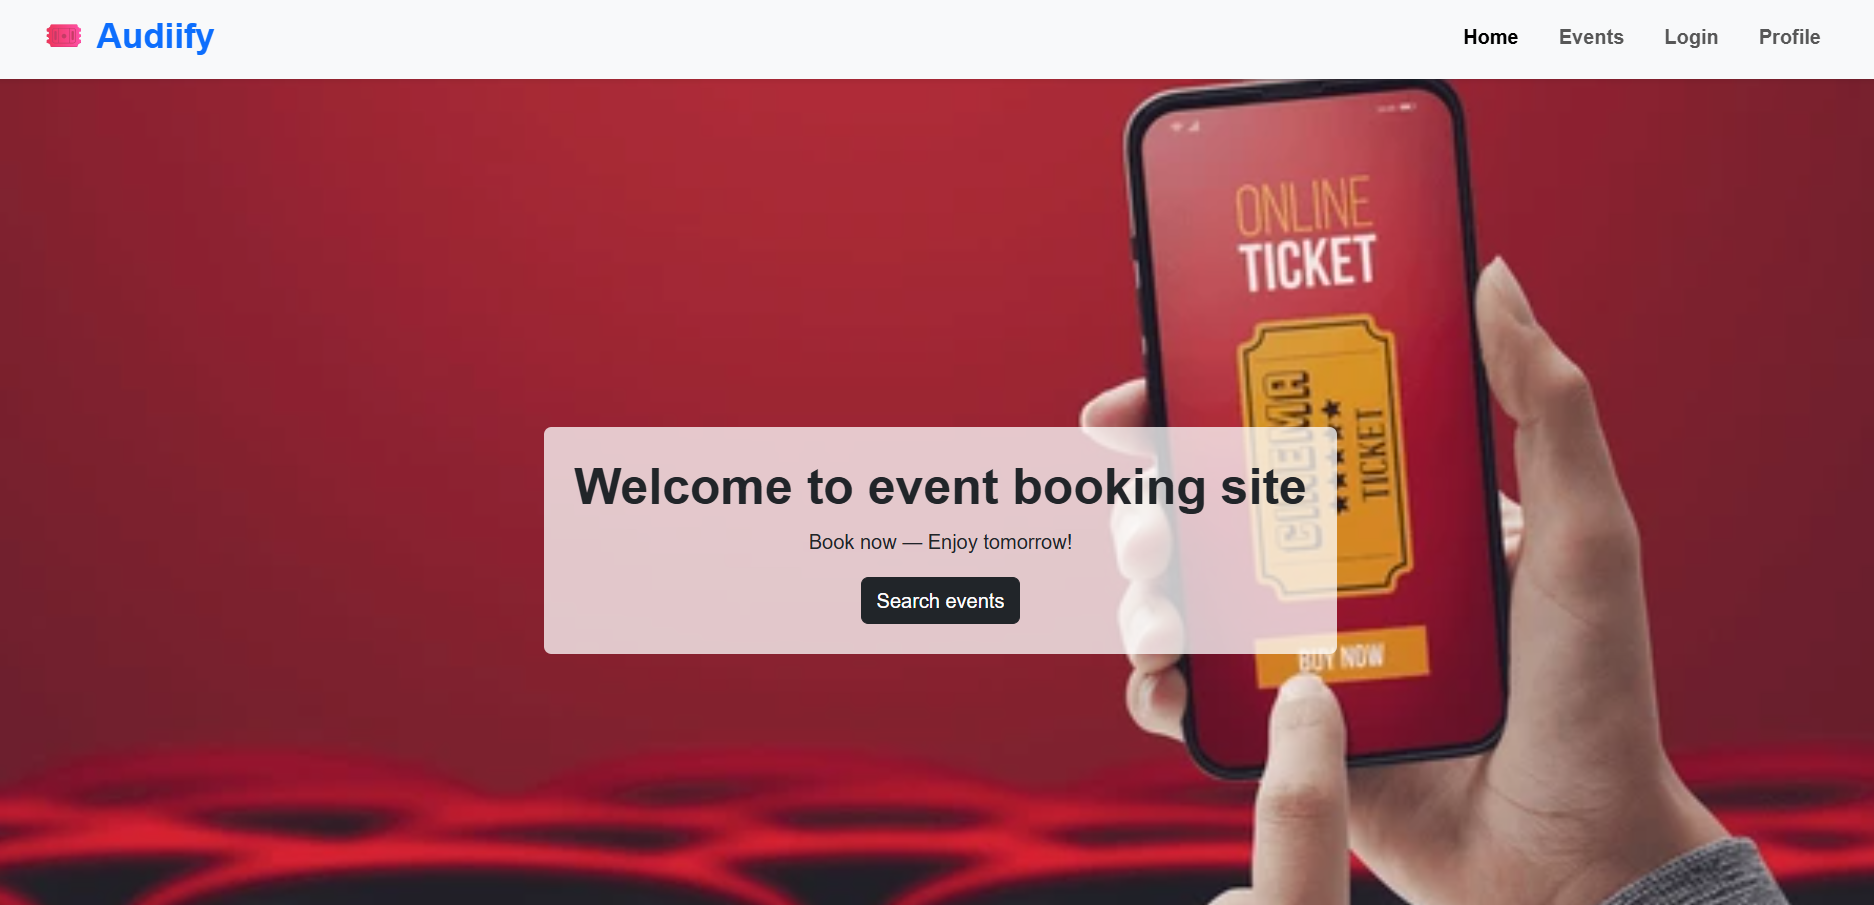 Audiify
Home Events Login Profile
ONLINE
TICKET
CINEMA
TICKET
Welcome to event booking site
Book now — Enjoy tomorrow!
Search events
BUY NOW